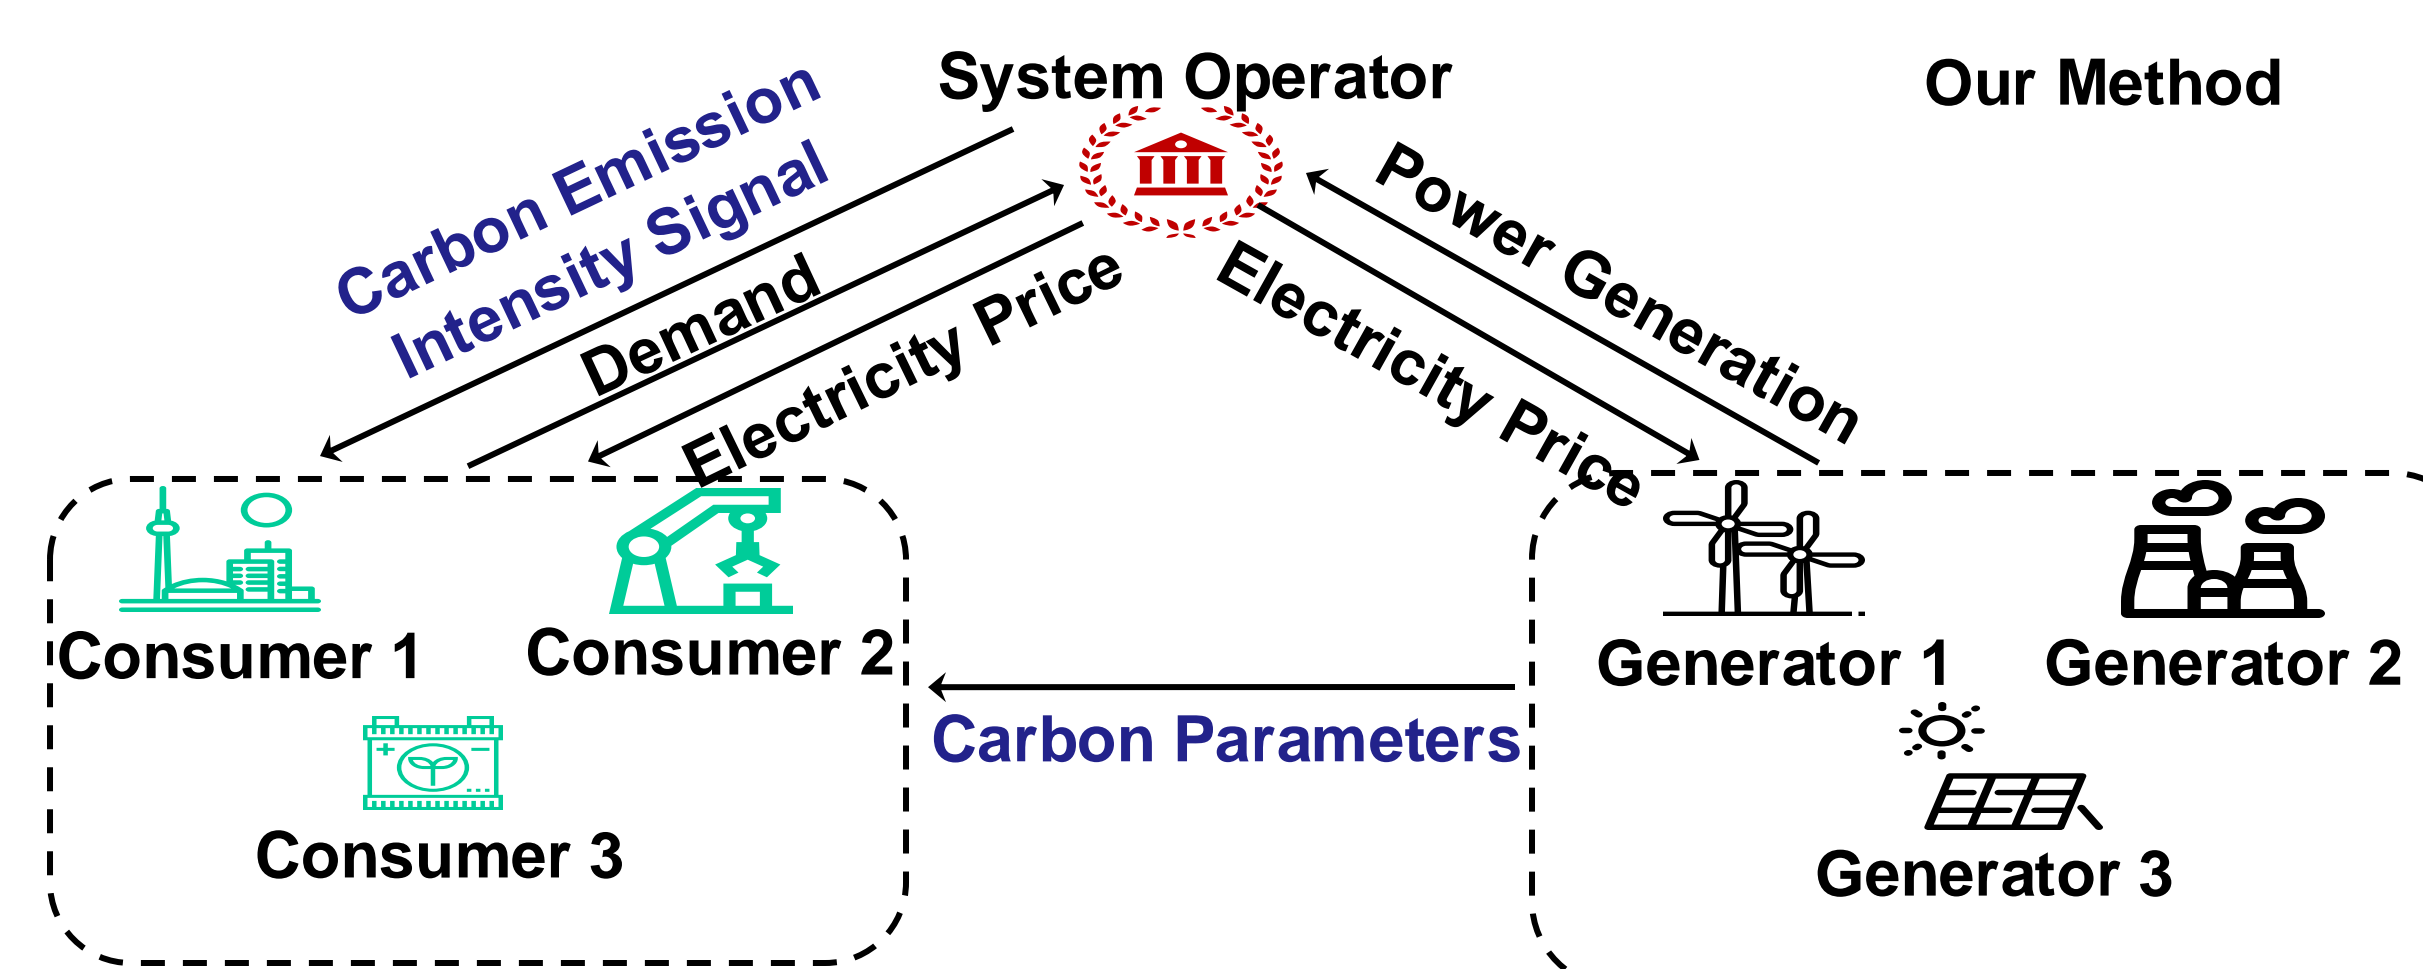 System Operator
Our Method
Carbon Emission
Intensity Signal
Demand
Electricity Price
Power Generation
Electricity Price
Consumer 1
Consumer 2
Consumer 3
Carbon Parameters
Generator 1
Generator 2
Generator 3